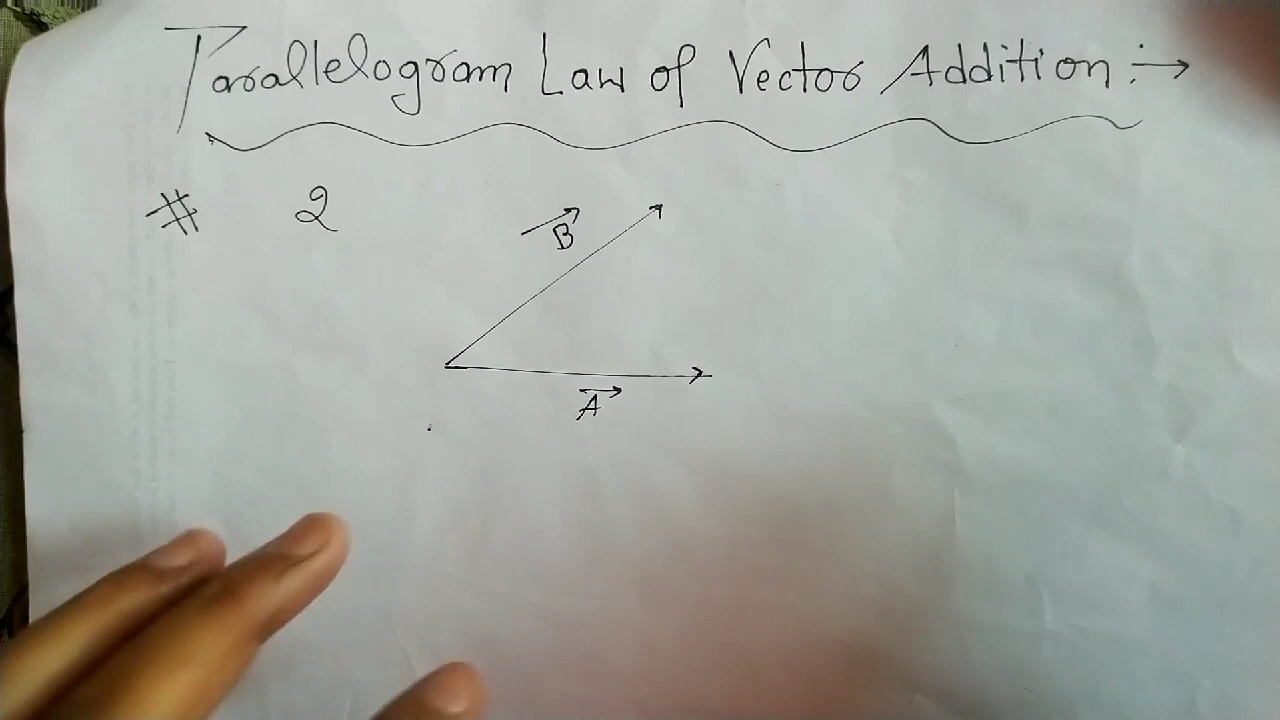 Parallelogram Law of Vector Addition :→
# 2
→B
→A